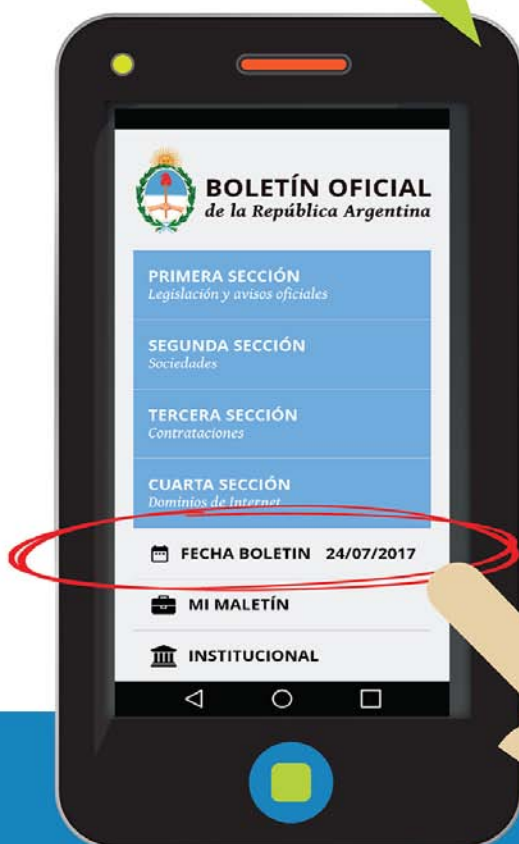 BOLETÍN OFICIAL
de la República Argentina
PRIMERA SECCIÓN
Legislación y avisos oficiales
SEGUNDA SECCIÓN
Sociedades
TERCERA SECCIÓN
Contrataciones
CUARTA SECCIÓN
Dominios de Internet
FECHA BOLETIN 24/07/2017
MI MALETÍN
INSTITUCIONAL